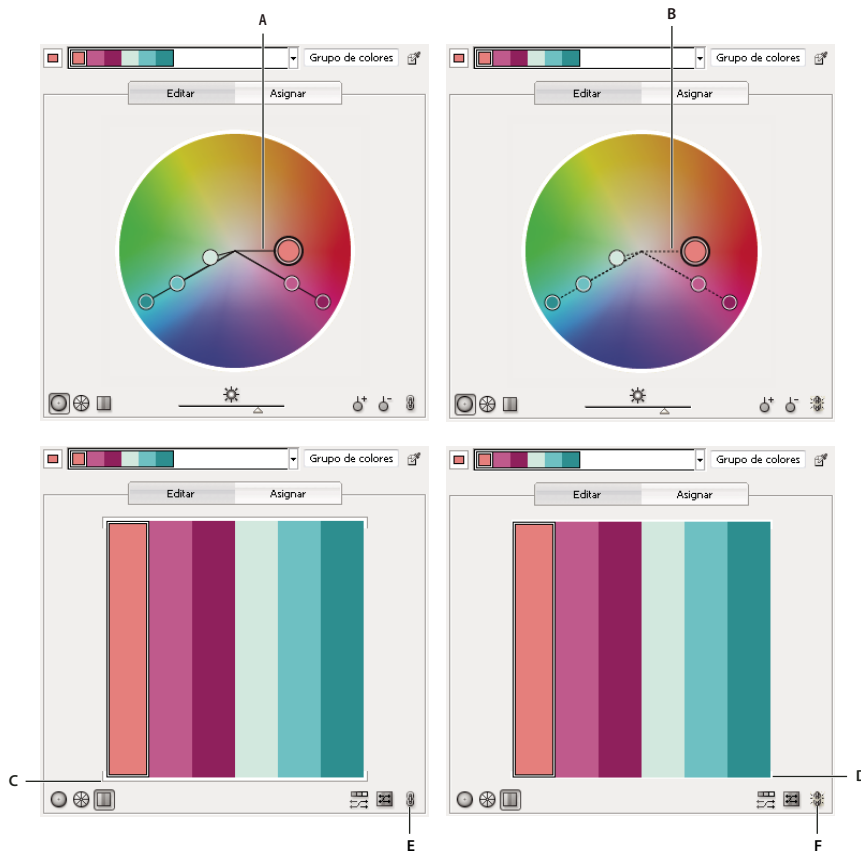 A
B
Grupo de colores
Grupo de colores
Editar Asignar
Editar Asignar
Grupo de colores
Grupo de colores
Editar Asignar
Editar Asignar
C
D
E
F